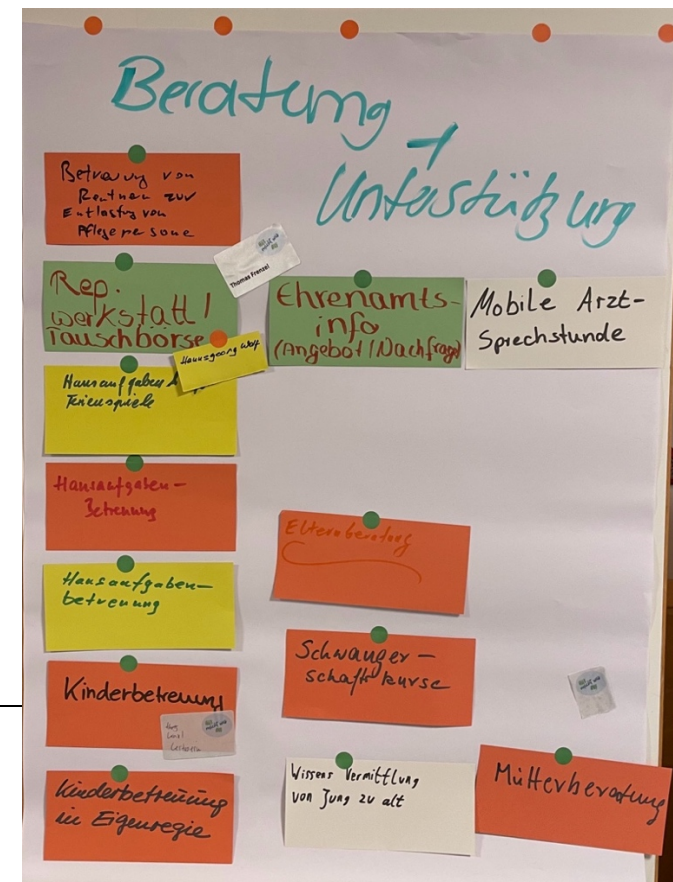 Beratung
+
Unterstützung
Betreuung von
Rentner zur
Entlastung von
Pflegepersone
Thomas Frenzel
Rep.
werkstatt /
Tauschbörse
Hannsgeorg Wolf
Ehrenamts-
info
(Angebot / Nachfrage)
Mobile Arzt-
Sprechstunde
Hausaufgaben
Ferienspiele
Hausaufgaben-
Betreuung
Elternberatung
Hausaufgaben-
betreuung
Schwanger-
schaftskurse
Kinderbetreuung
Wissens Vermittlung
von Jung zu alt
Mütterberatung
Kinderbetreuung
in Eigenregie